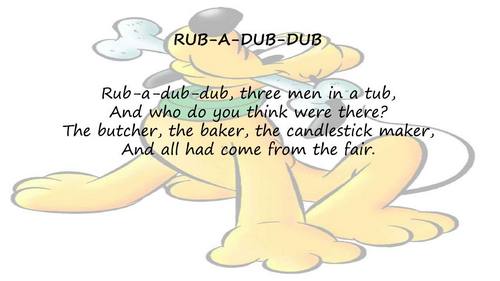 RUB-A-DUB-DUB
Rub-a-dub-dub, three men in a tub,
And who do you think were there?
The butcher, the baker, the candlestick maker,
And all had come from the fair.